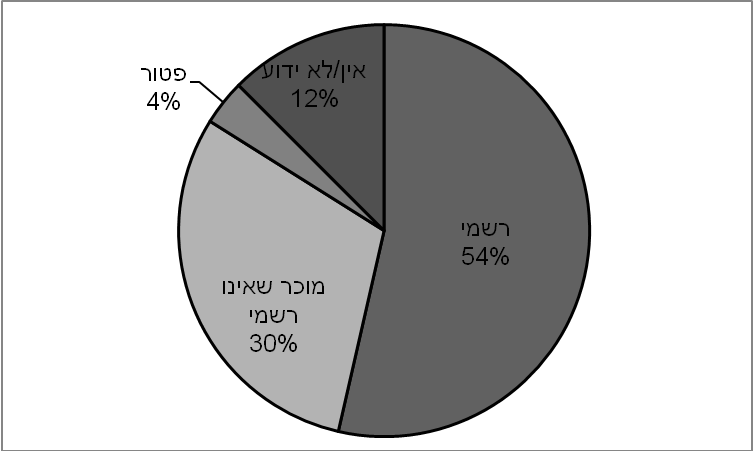 אין/לא ידוע
12%
פטור
4%
רשמי
54%
מוכר שאינו
רשמי
30%